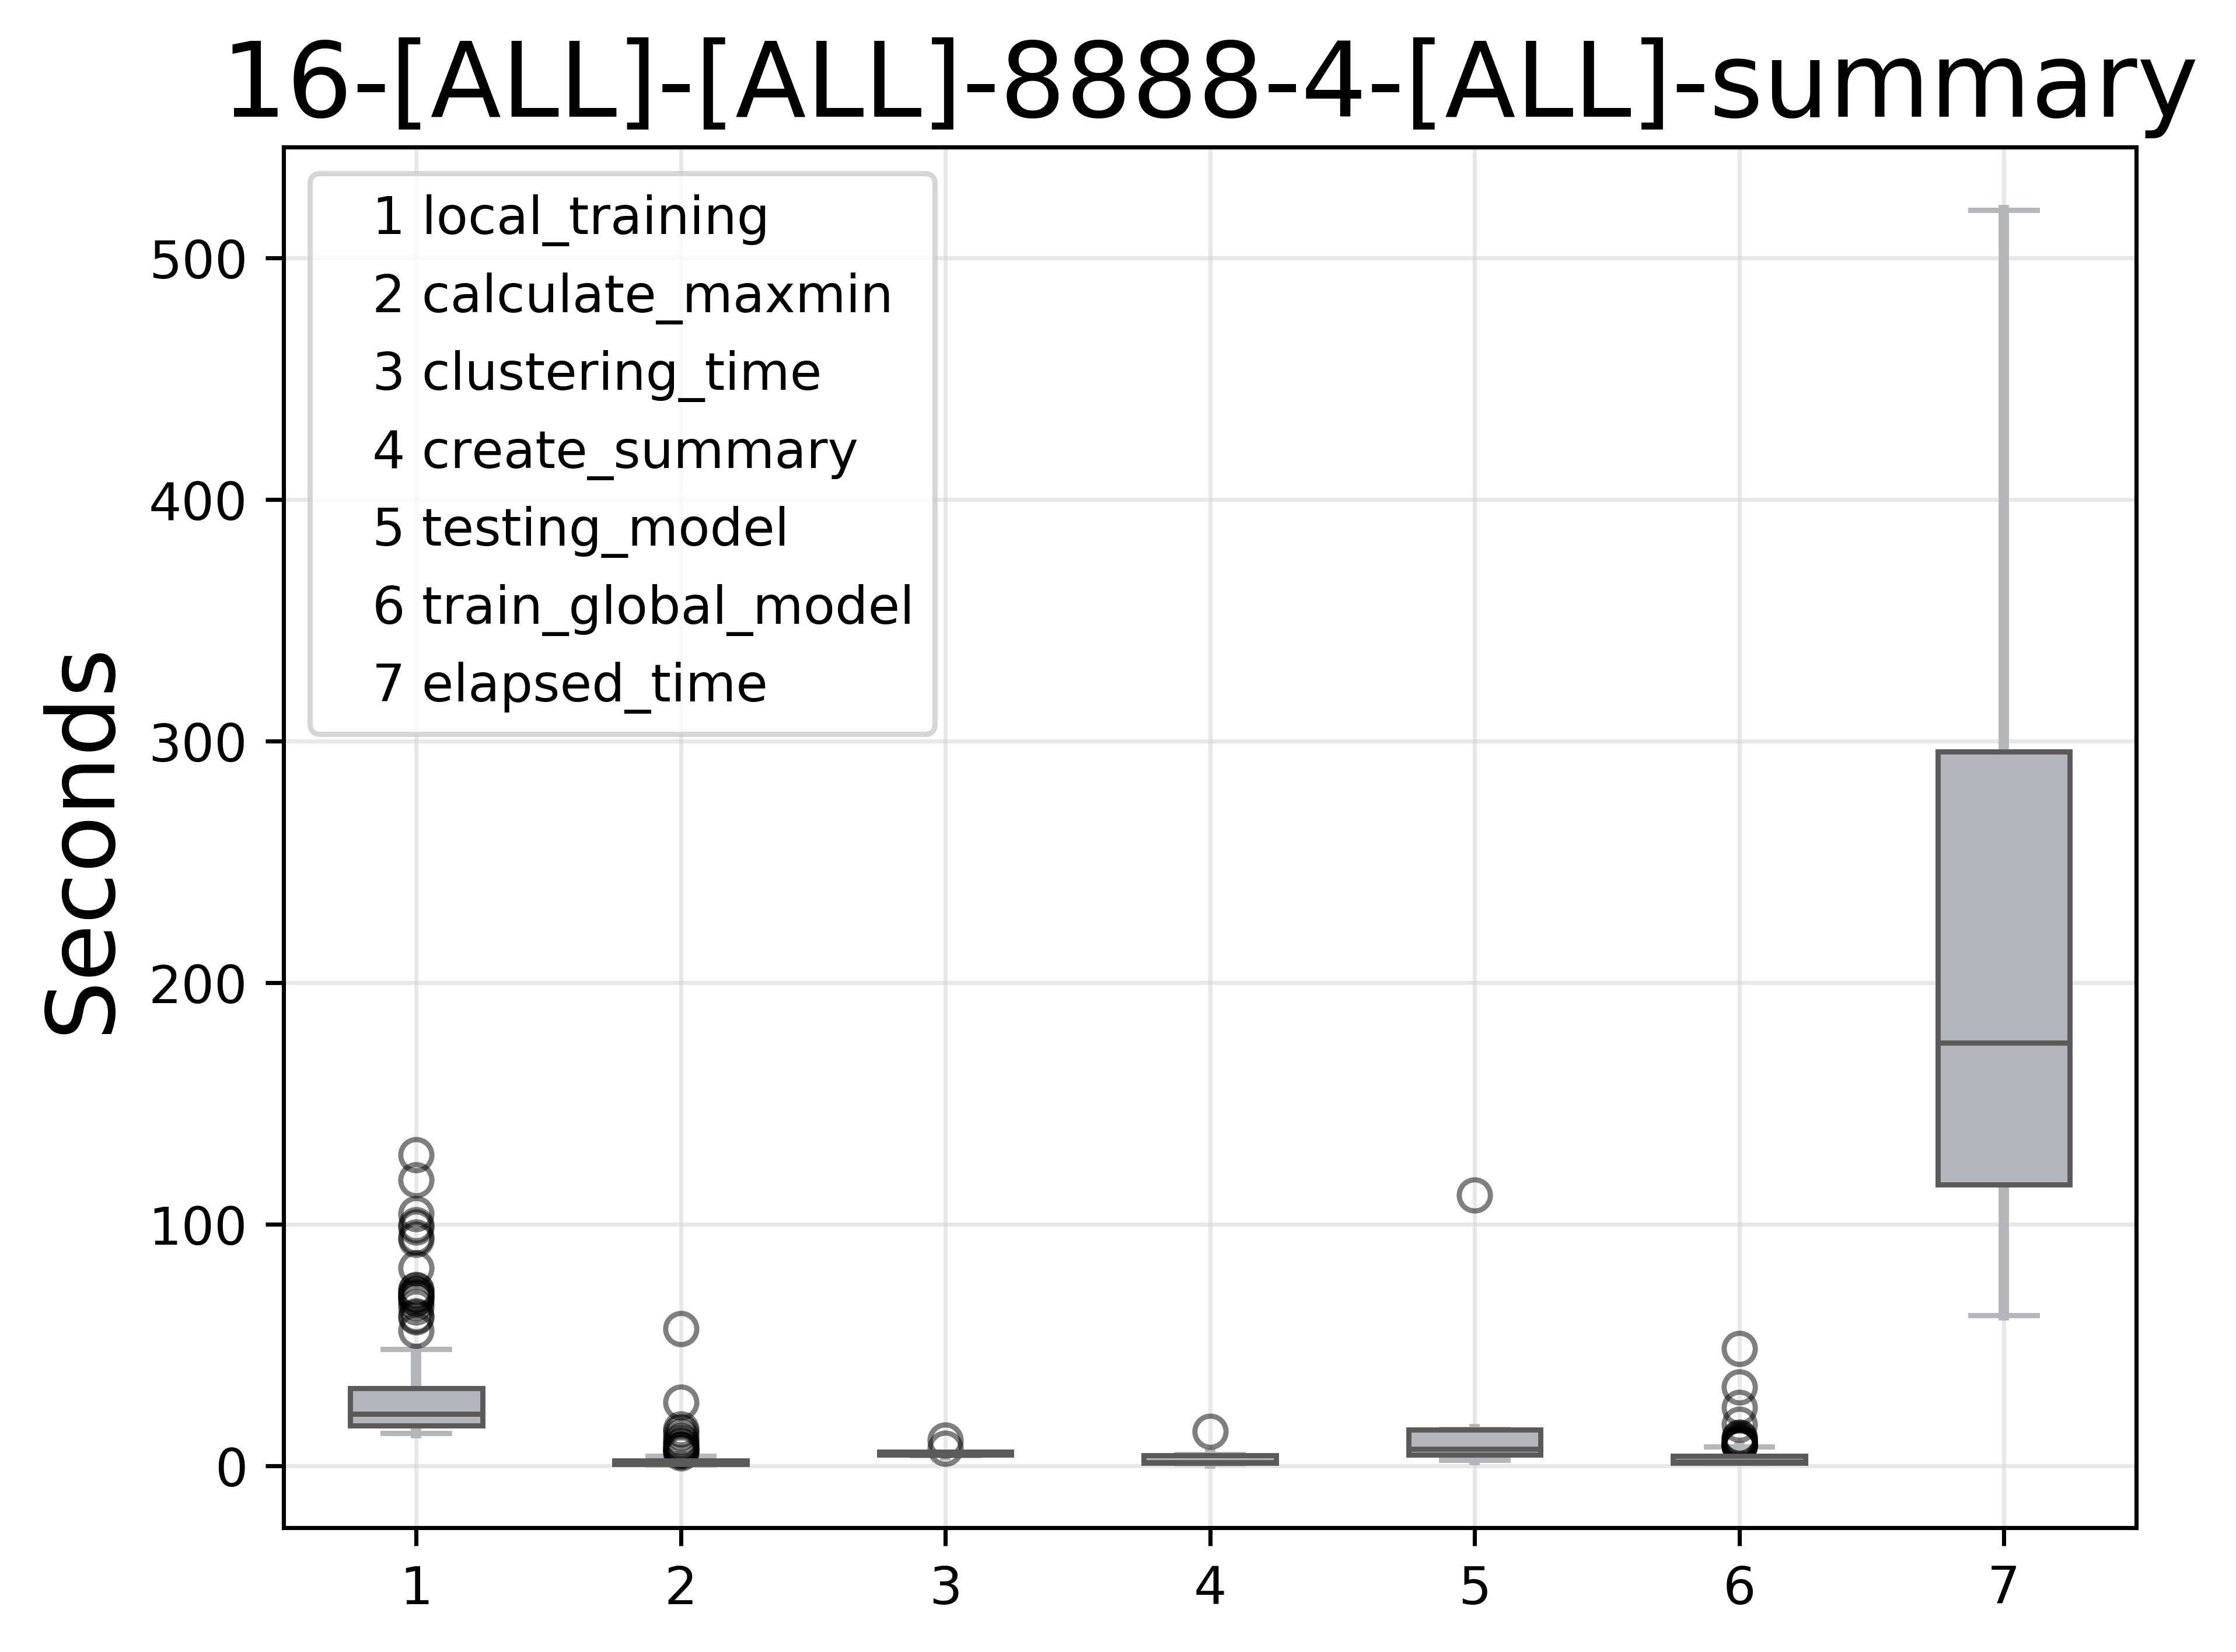 16-[ALL]-[ALL]-8888-4-[ALL]-summary
1 local_training
2 calculate_maxmin
3 clustering_time
4 create_summary
5 testing_model
6 train_global_model
7 elapsed_time
Seconds
500
400
300
200
100
0
1 2 3 4 5 6 7